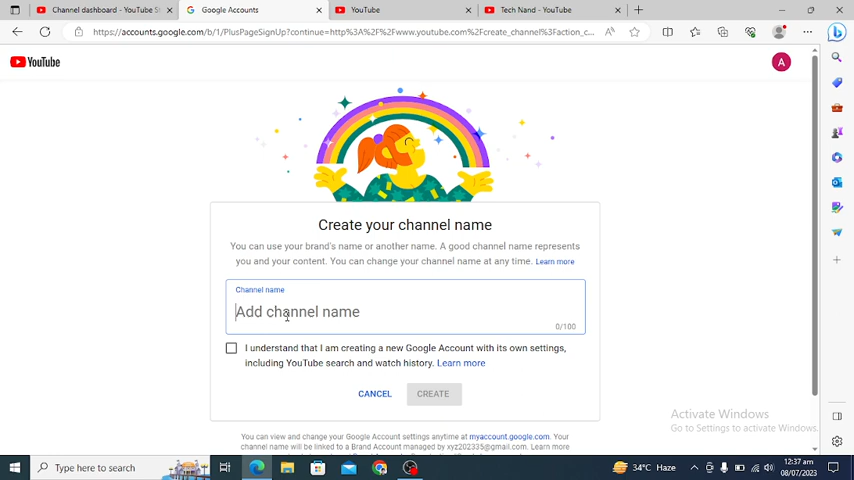 Channel dashboard - YouTube St
Google Accounts
YouTube
Tech Nand - YouTube
https://accounts.google.com/b/1/PlusPageSignUp?continue=http%3A%2F%2Fwww.youtube.com%2Fcreate_channel%3Faction_c...
YouTube
A
Create your channel name
You can use your brand's name or another name. A good channel name represents
you and your content. You can change your channel name at any time. Learn more
Channel name
Add channel name
0/100
I understand that I am creating a new Google Account with its own settings,
including YouTube search and watch history. Learn more
CANCEL
CREATE
You can view and change your Google Account settings anytime at myaccount.google.com. Your
channel name will be linked to a Brand Account managed by xyz202335@gmail.com. Learn more
Activate Windows
Go to Settings to activate Windows.
Type here to search
34°C Haze
12:37 am
08/07/2023